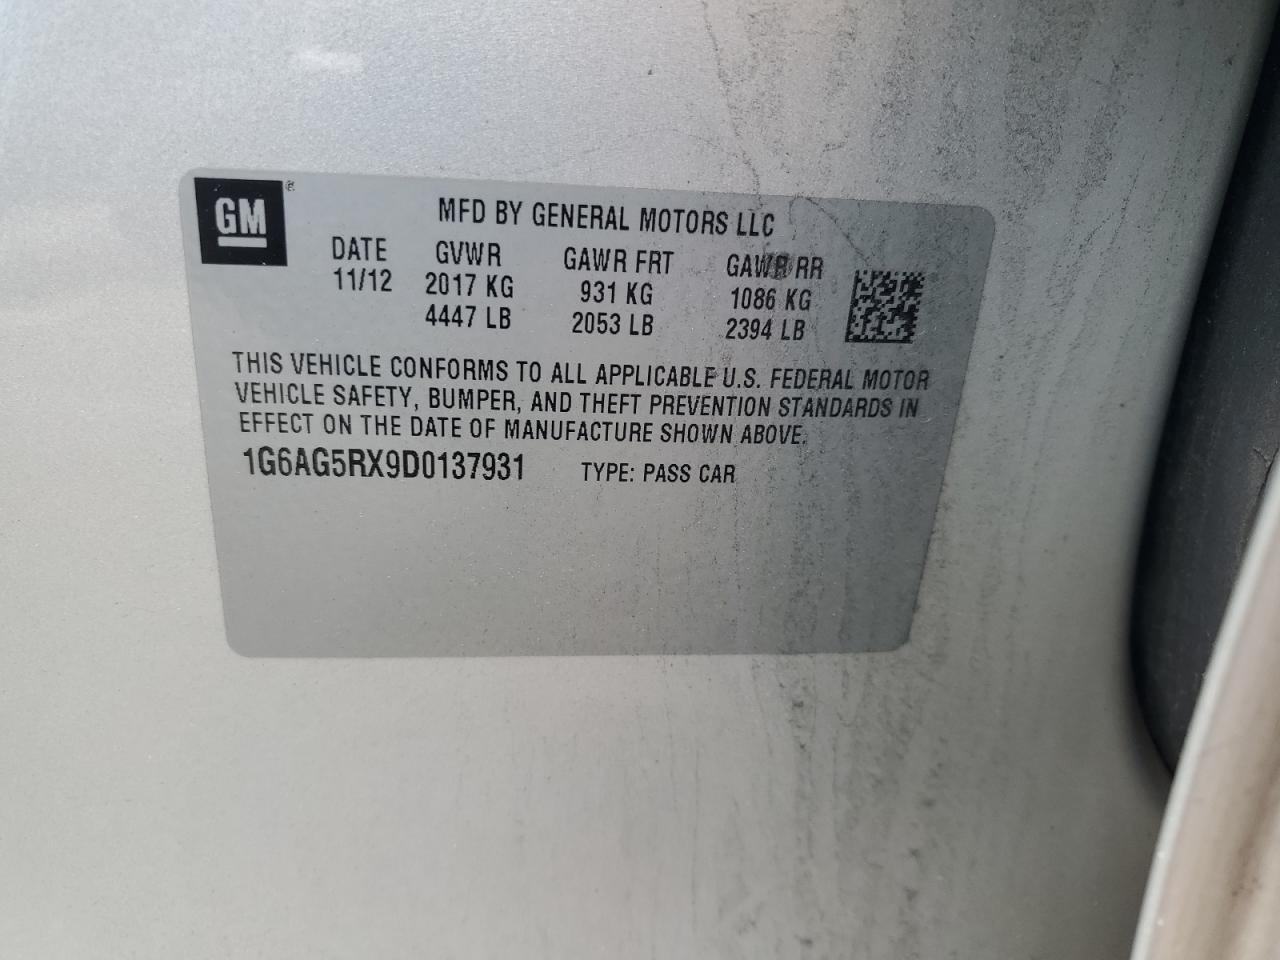 GM®
MFD BY GENERAL MOTORS LLC
DATE GVWR GAWR FRT GAWR RR
11/12 2017 KG 931 KG 1086 KG
4447 LB 2053 LB 2394 LB
THIS VEHICLE CONFORMS TO ALL APPLICABLE U.S. FEDERAL MOTOR
VEHICLE SAFETY, BUMPER, AND THEFT PREVENTION STANDARDS IN
EFFECT ON THE DATE OF MANUFACTURE SHOWN ABOVE.
1G6AG5RX9D0137931 TYPE: PASS CAR